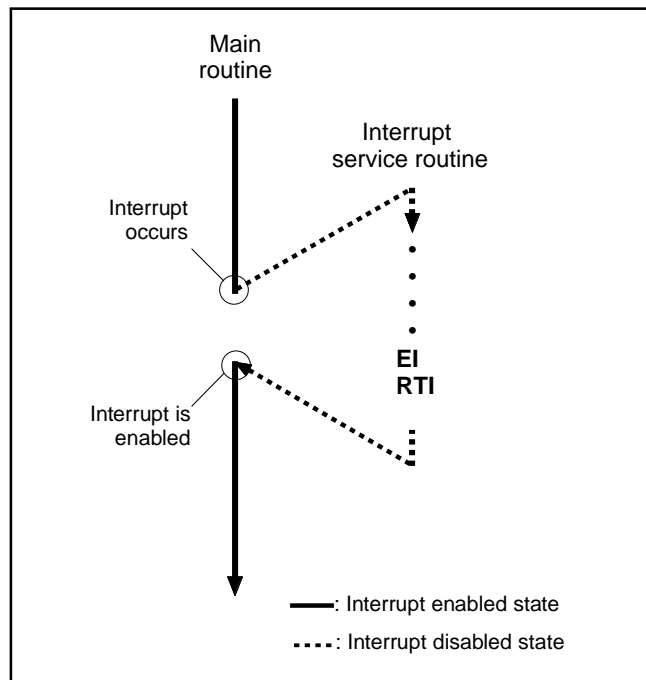 Main
routine
Interrupt
service routine
Interrupt
occurs
EI
RTI
Interrupt is
enabled
: Interrupt enabled state
: Interrupt disabled state